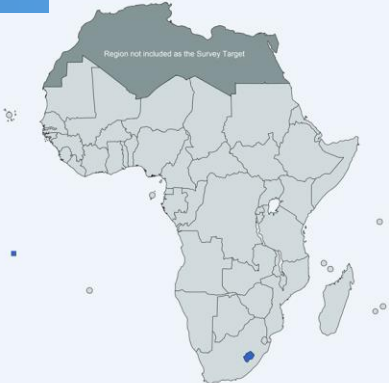 Region not included as the Survey Target